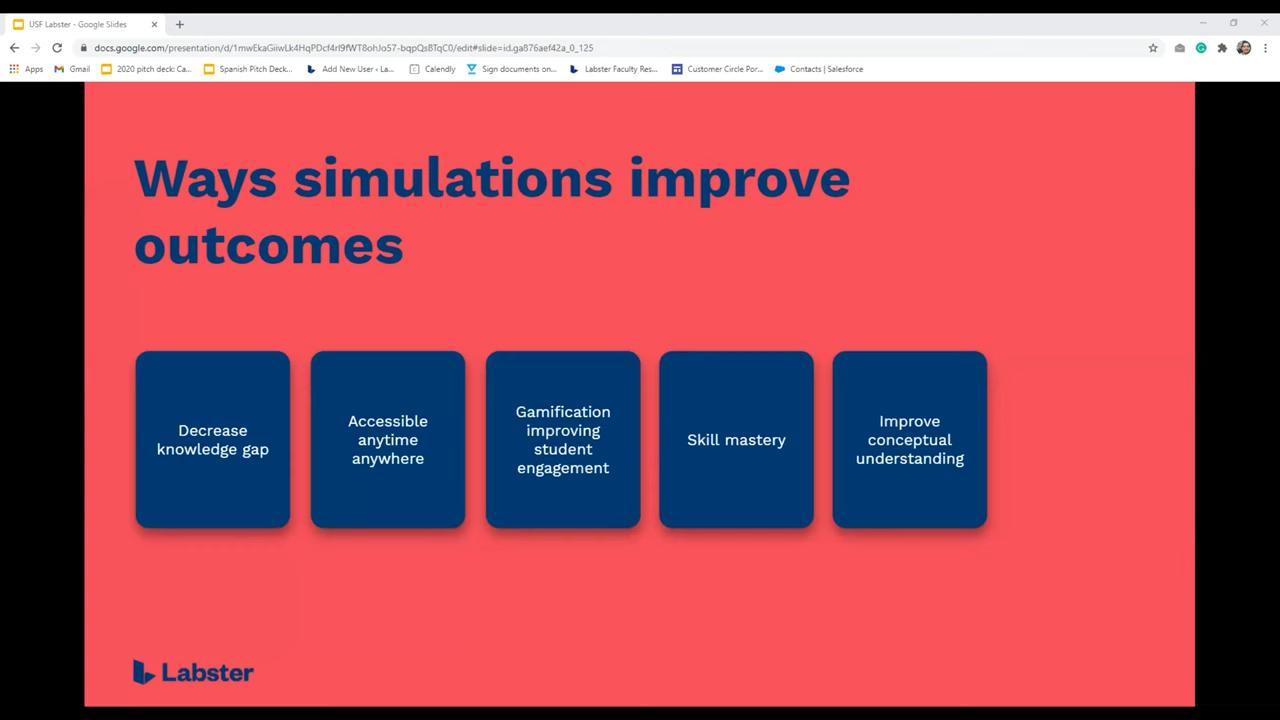 USF Labster - Google Slides
docs.google.com/presentation/d/1mwEkaGiiwLk4HqPDcf4rI9fWT8ohJo57-bqpQsBTqC0/edit#slide=id.ga876aef42a_0_125
Apps
Gmail
2020 pitch deck: Ca...
Spanish Pitch Deck...
Add New User ‹ La...
Calendly
Sign documents on...
Labster Faculty Res...
Customer Circle Por...
Contacts | Salesforce
Ways simulations improve
outcomes
Decrease
knowledge gap
Accessible
anytime
anywhere
Gamification
improving
student
engagement
Skill mastery
Improve
conceptual
understanding
Labster